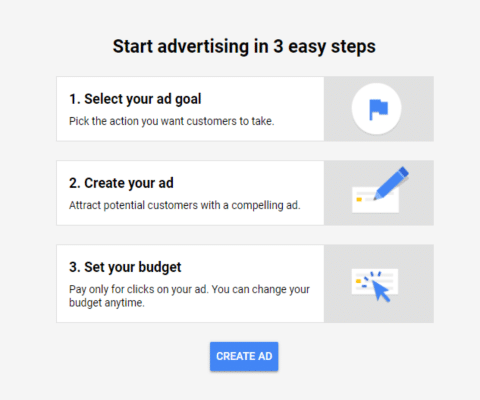 Start advertising in 3 easy steps
1. Select your ad goal
Pick the action you want customers to take.
2. Create your ad
Attract potential customers with a compelling ad.
3. Set your budget
Pay only for clicks on your ad. You can change your
budget anytime.
CREATE AD